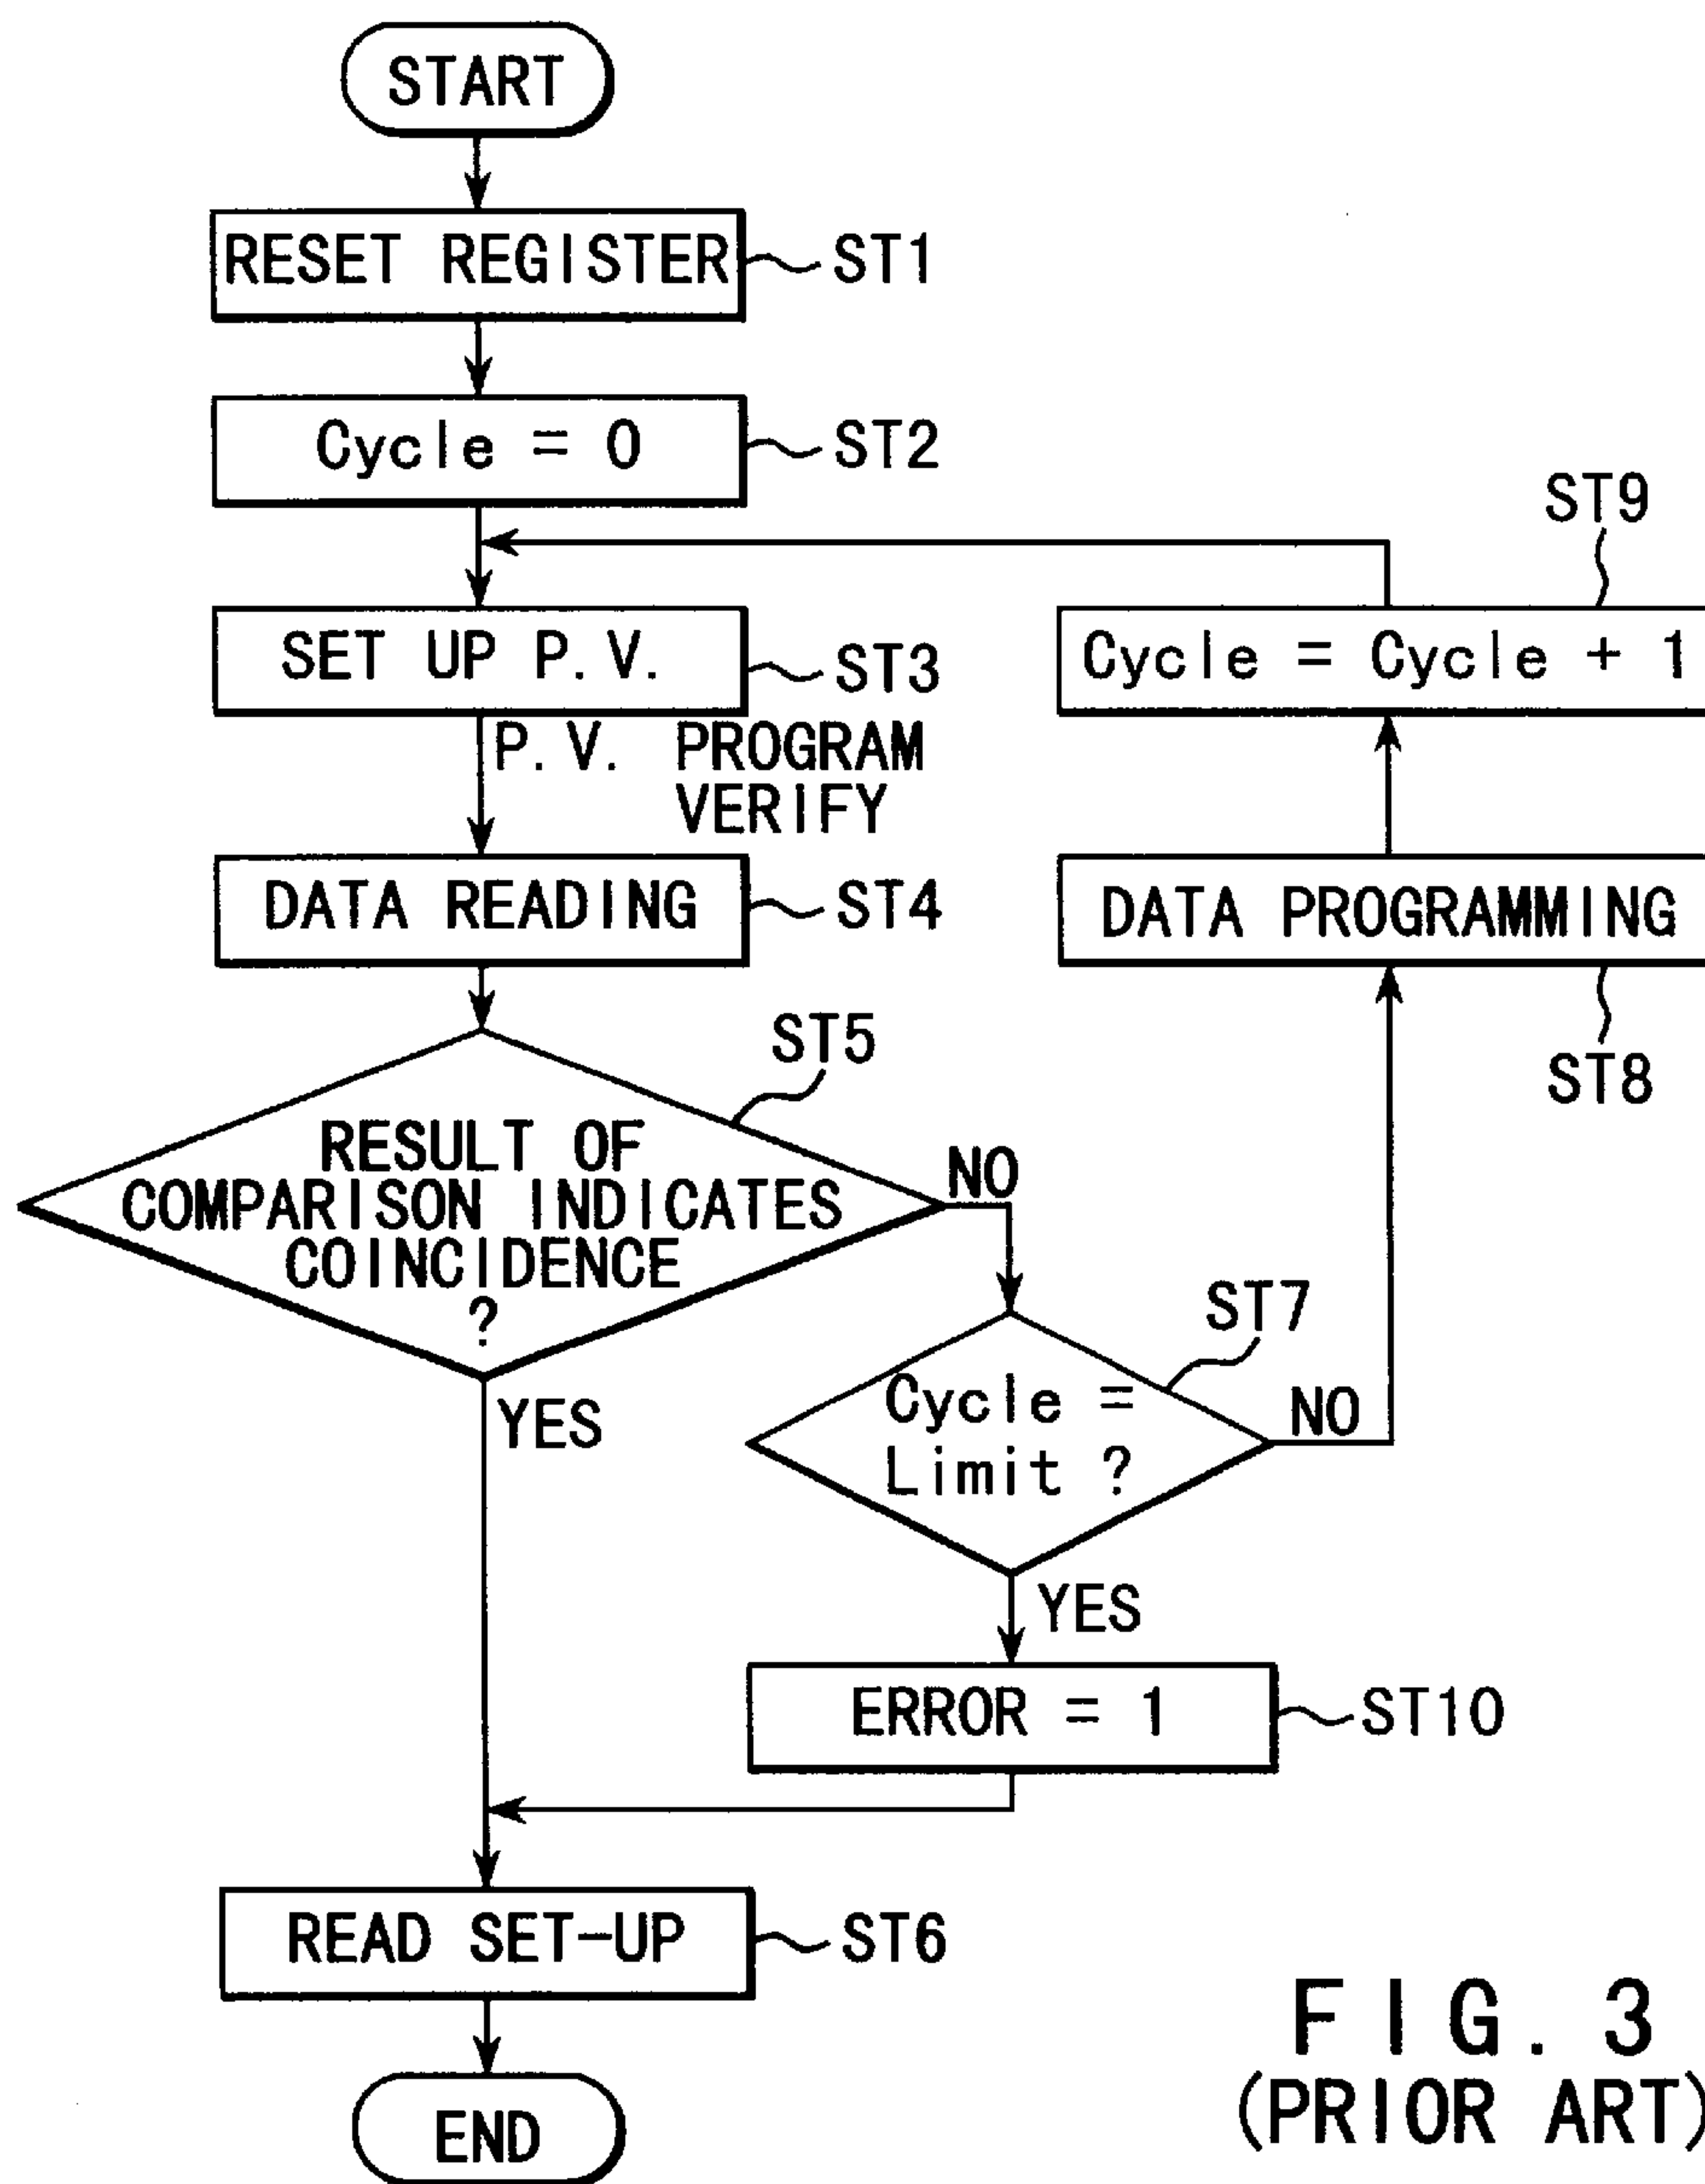 START
RESET REGISTER
ST1
Cycle = 0
ST2
ST9
SET UP P. V.
ST3
Cycle = Cycle + 1
P. V. PROGRAM
VERIFY
DATA READING
ST4
DATA PROGRAMMING
ST8
ST5
RESULT OF
COMPARISON INDICATES
COINCIDENCE
?
NO
YES
ST7
Cycle =
Limit ?
NO
YES
ERROR = 1
ST10
READ SET-UP
ST6
END
FIG. 3
(PRIOR ART)